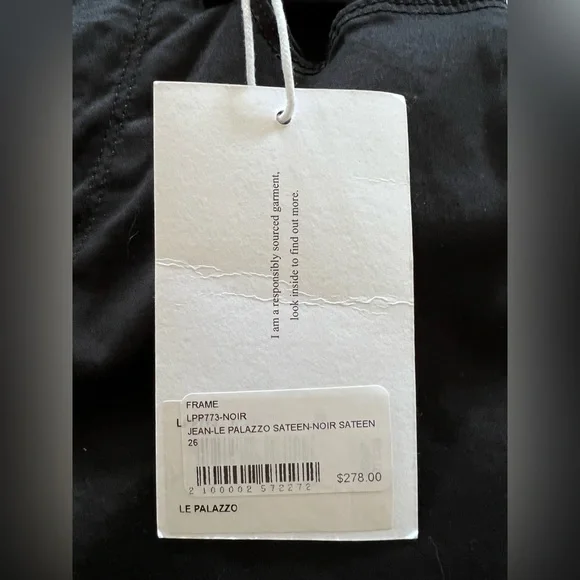 I am a responsibly sourced garment,
look inside to find out more.
FRAME
LPP773-NOIR
L
JEAN-LE PALAZZO SATEEN-NOIR SATEEN
26
2 100002 572272
$278.00
LE PALAZZO